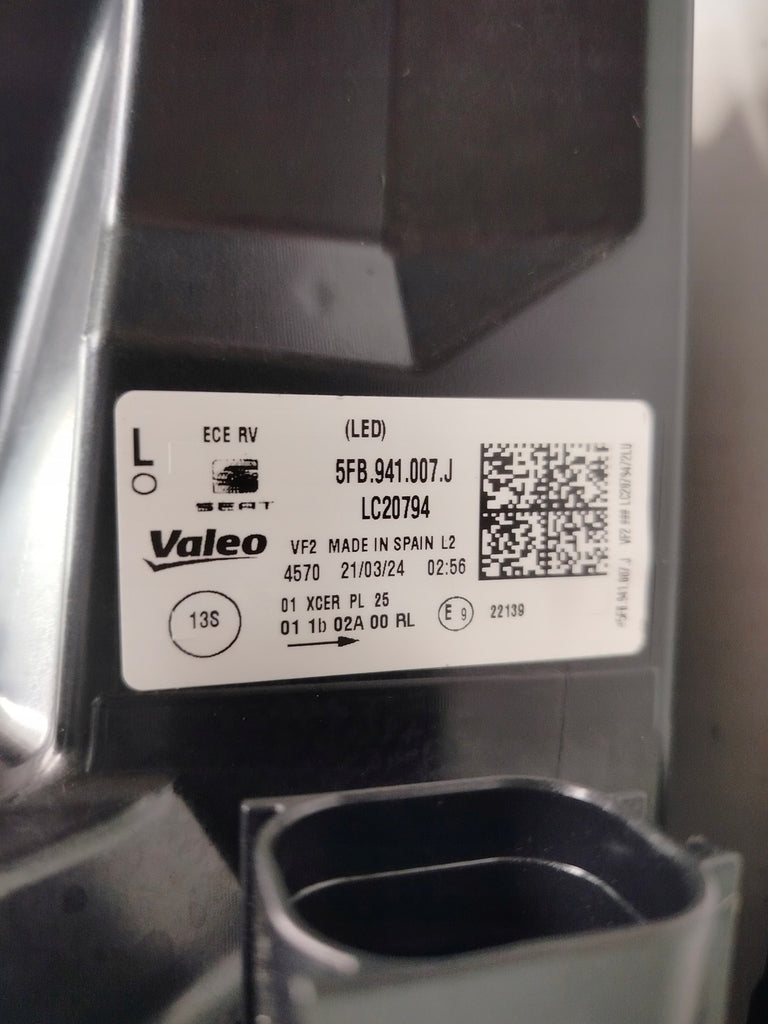 L
ECE RV
(LED)
SEAT
5FB.941.007.J
LC20794
Valeo
VF2 MADE IN SPAIN L2
4570 21/03/24 02:56
13S
01 XCER PL 25
01 1b 02A 00 RL
E 9
22139